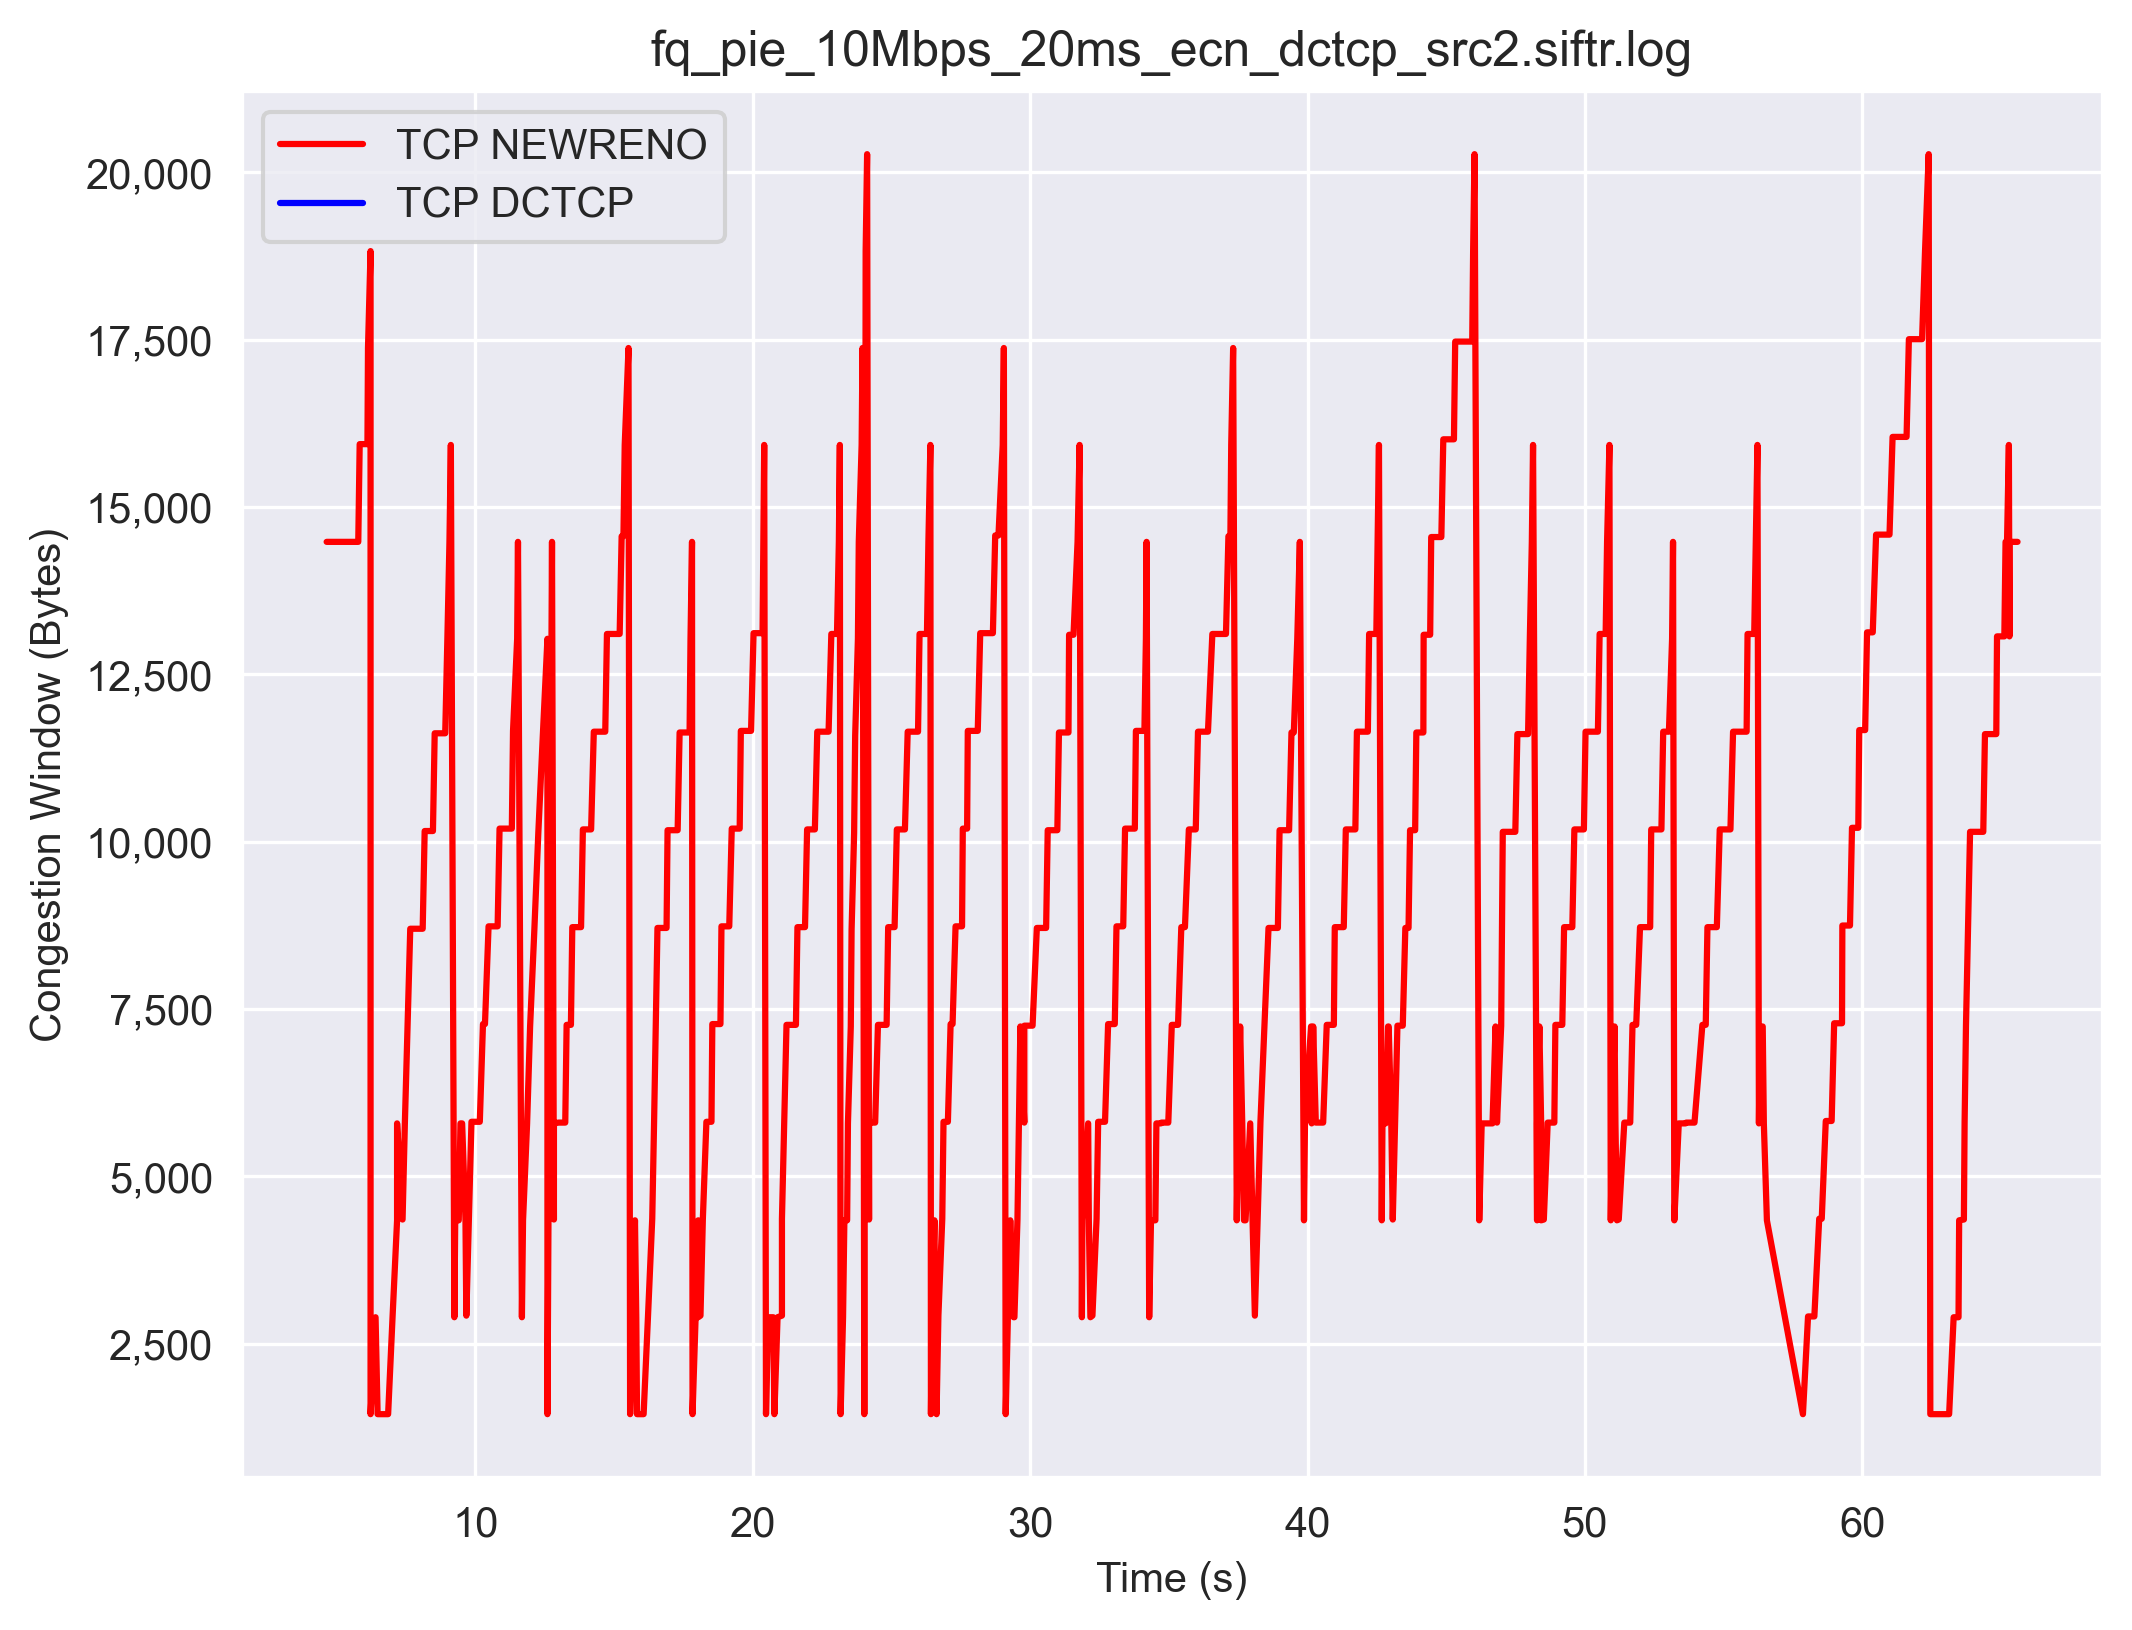 fq_pie_10Mbps_20ms_ecn_dctcp_src2.siftr.log
TCP NEWRENO
TCP DCTCP
20,000
17,500
15,000
12,500
10,000
7,500
5,000
2,500
Congestion Window (Bytes)
10 20 30 40 50 60
Time (s)